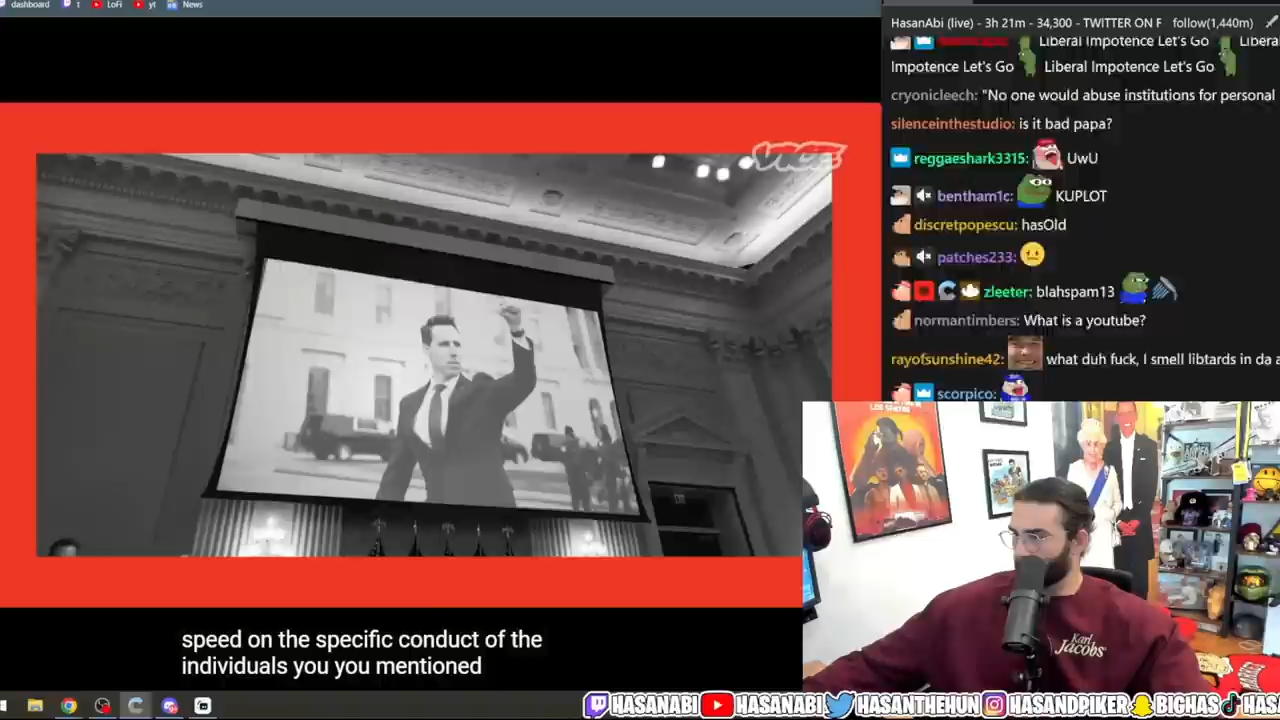 dashboard
t
LoFi
yt
News
HasanAbi (live) - 3h 21m - 34,300 - TWITTER ON F
follow(1,440m)
Liberal Impotence Let's Go
Libera
Impotence Let's Go
Liberal Impotence Let's Go
cryonicleech: "No one would abuse institutions for personal
silenceinthestudio: is it bad papa?
reggaeshark3315: UwU
bentham1c: KUPLOT
discretpopescu: hasOld
patches233:
zleeter: blahspam13
normantimbers: What is a youtube?
rayofsunshine42: what duh fuck, I smell libtards in da a
scorpico:
VICE
EXIT
Karl
Jacobs
speed on the specific conduct of the
individuals you you mentioned
HASANABI HASANABI HASANTHEHUN HASANDPIKER BIGHAS HAS